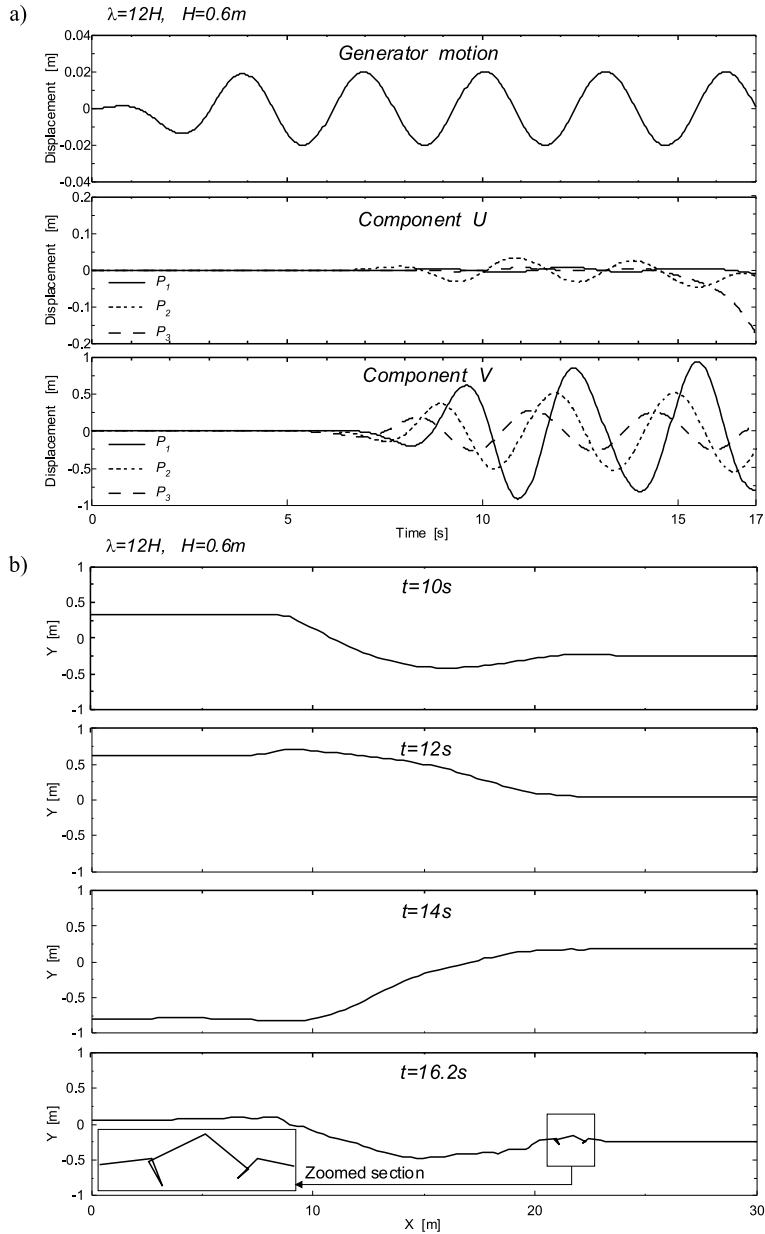 a)
λ=12H, H=0.6m
Generator motion
Displacement [m]
0.04
0.02
0
-0.02
-0.04
Component U
Displacement [m]
0.2
0.1
0
-0.1
-0.2
P1
P2
P3
Component V
Displacement [m]
1
0.5
0
-0.5
-1
P1
P2
P3
0 5 10 15 17
Time [s]
b)
λ=12H, H=0.6m
t=10s
Y [m]
1
0.5
0
-0.5
-1
t=12s
Y [m]
1
0.5
0
-0.5
-1
t=14s
Y [m]
1
0.5
0
-0.5
-1
t=16.2s
Y [m]
1
0.5
0
-0.5
-1
Zoomed section
0 10 20 30
X [m]